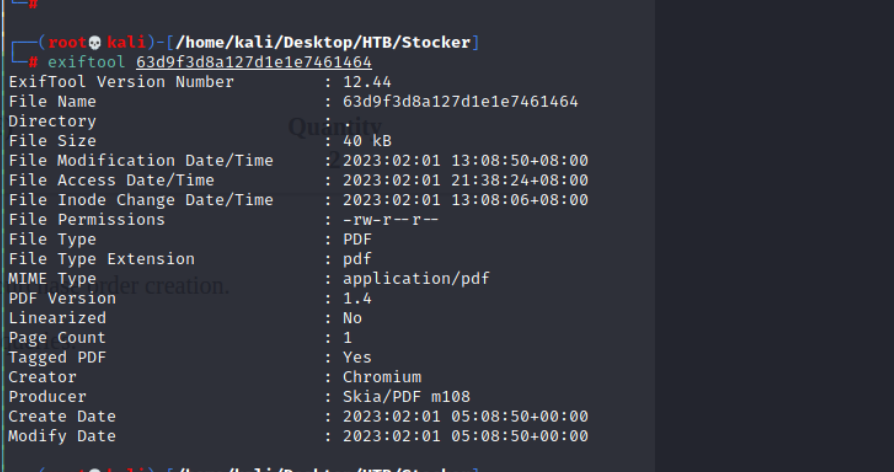 └─#
┌──(root💀kali)-[/home/kali/Desktop/HTB/Stocker]
└─# exiftool 63d9f3d8a127d1e1e7461464
ExifTool Version Number : 12.44
File Name : 63d9f3d8a127d1e1e7461464
Directory : .
Quantity
File Size : 40 kB
File Modification Date/Time : 2023:02:01 13:08:50+08:00
2
File Access Date/Time : 2023:02:01 21:38:24+08:00
File Inode Change Date/Time : 2023:02:01 13:08:06+08:00
File Permissions : -rw-r--r--
File Type : PDF
File Type Extension : pdf
MIME Type : application/pdf
order creation.
PDF Version : 1.4
Linearized : No
Page Count : 1
Tagged PDF : Yes
Creator : Chromium
Producer : Skia/PDF m108
Create Date : 2023:02:01 05:08:50+00:00
Modify Date : 2023:02:01 05:08:50+00:00
┌──(root💀kali)-[/home/kali/Desktop/HTB/Stocker]